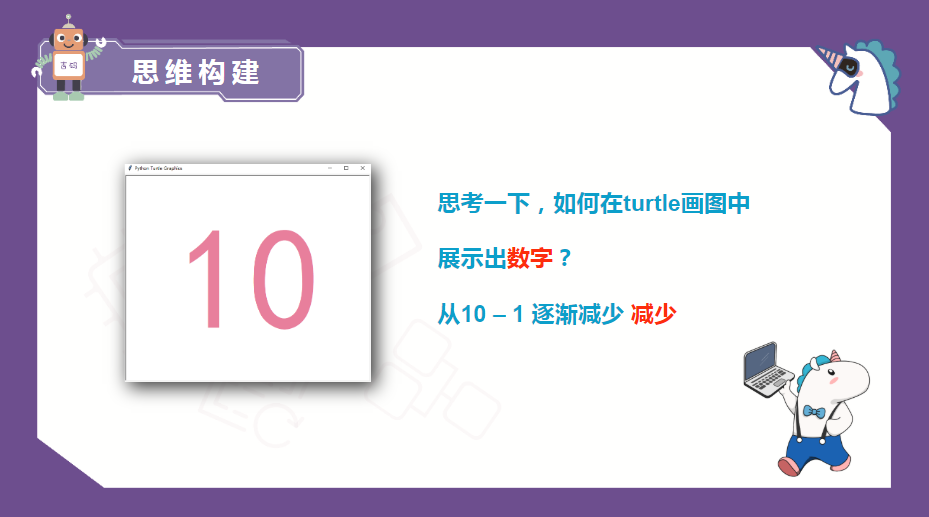 思维构建
Python Turtle Graphics
10
思考一下，如何在turtle画图中
展示出数字？
从10 – 1 逐渐减少 减少